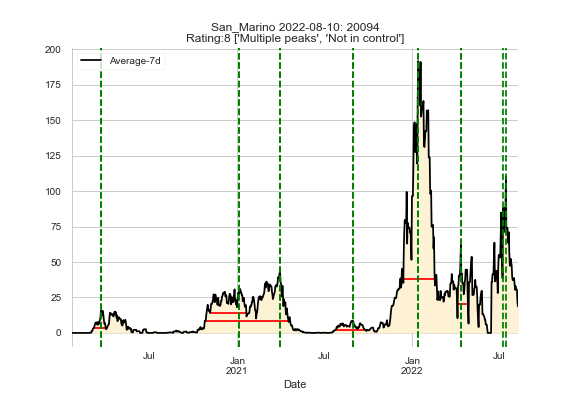 San_Marino 2022-08-10: 20094
Rating:8 ['Multiple peaks', 'Not in control']
Average-7d
200
175
150
125
100
75
50
25
0
Jul
Jan
2021
Jul
Jan
2022
Jul
Date